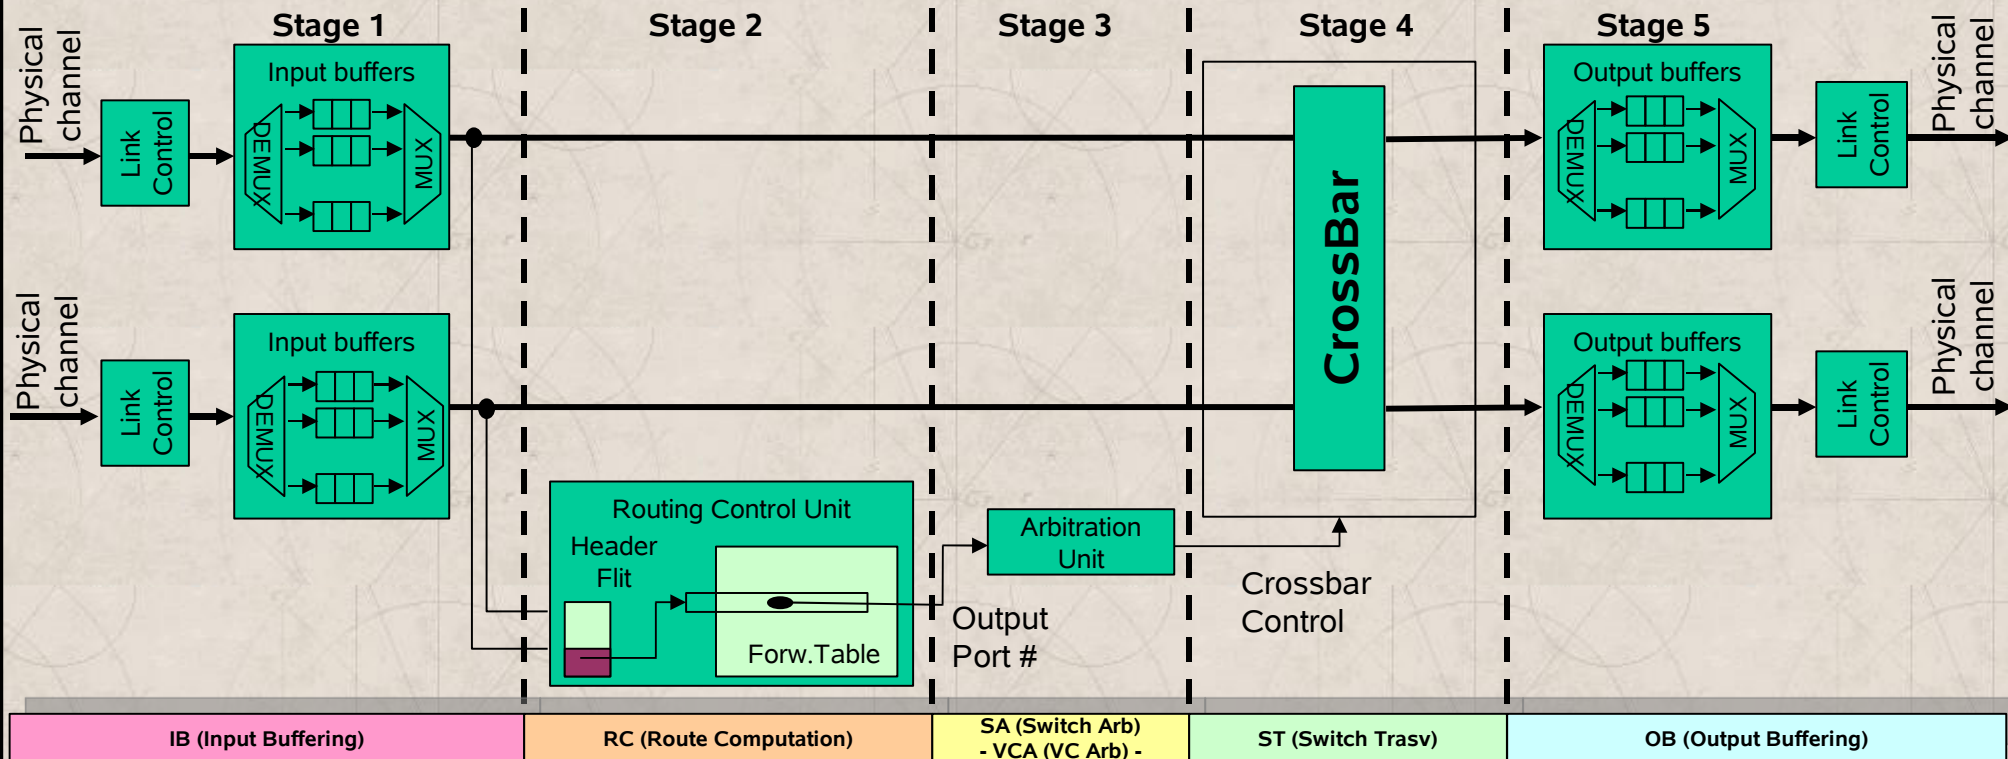 Stage 1
Stage 2
Stage 3
Stage 4
Stage 5
Physical
channel
Link
Control
Input buffers
DEMUX
MUX
CrossBar
Output buffers
DEMUX
MUX
Link
Control
Physical
channel
Physical
channel
Link
Control
Input buffers
DEMUX
MUX
Output buffers
DEMUX
MUX
Link
Control
Physical
channel
Routing Control Unit
Header
Flit
Forw.Table
Output
Port #
Arbitration
Unit
Crossbar
Control
IB (Input Buffering)
RC (Route Computation)
SA (Switch Arb)
- VCA (VC Arb) -
ST (Switch Trasv)
OB (Output Buffering)